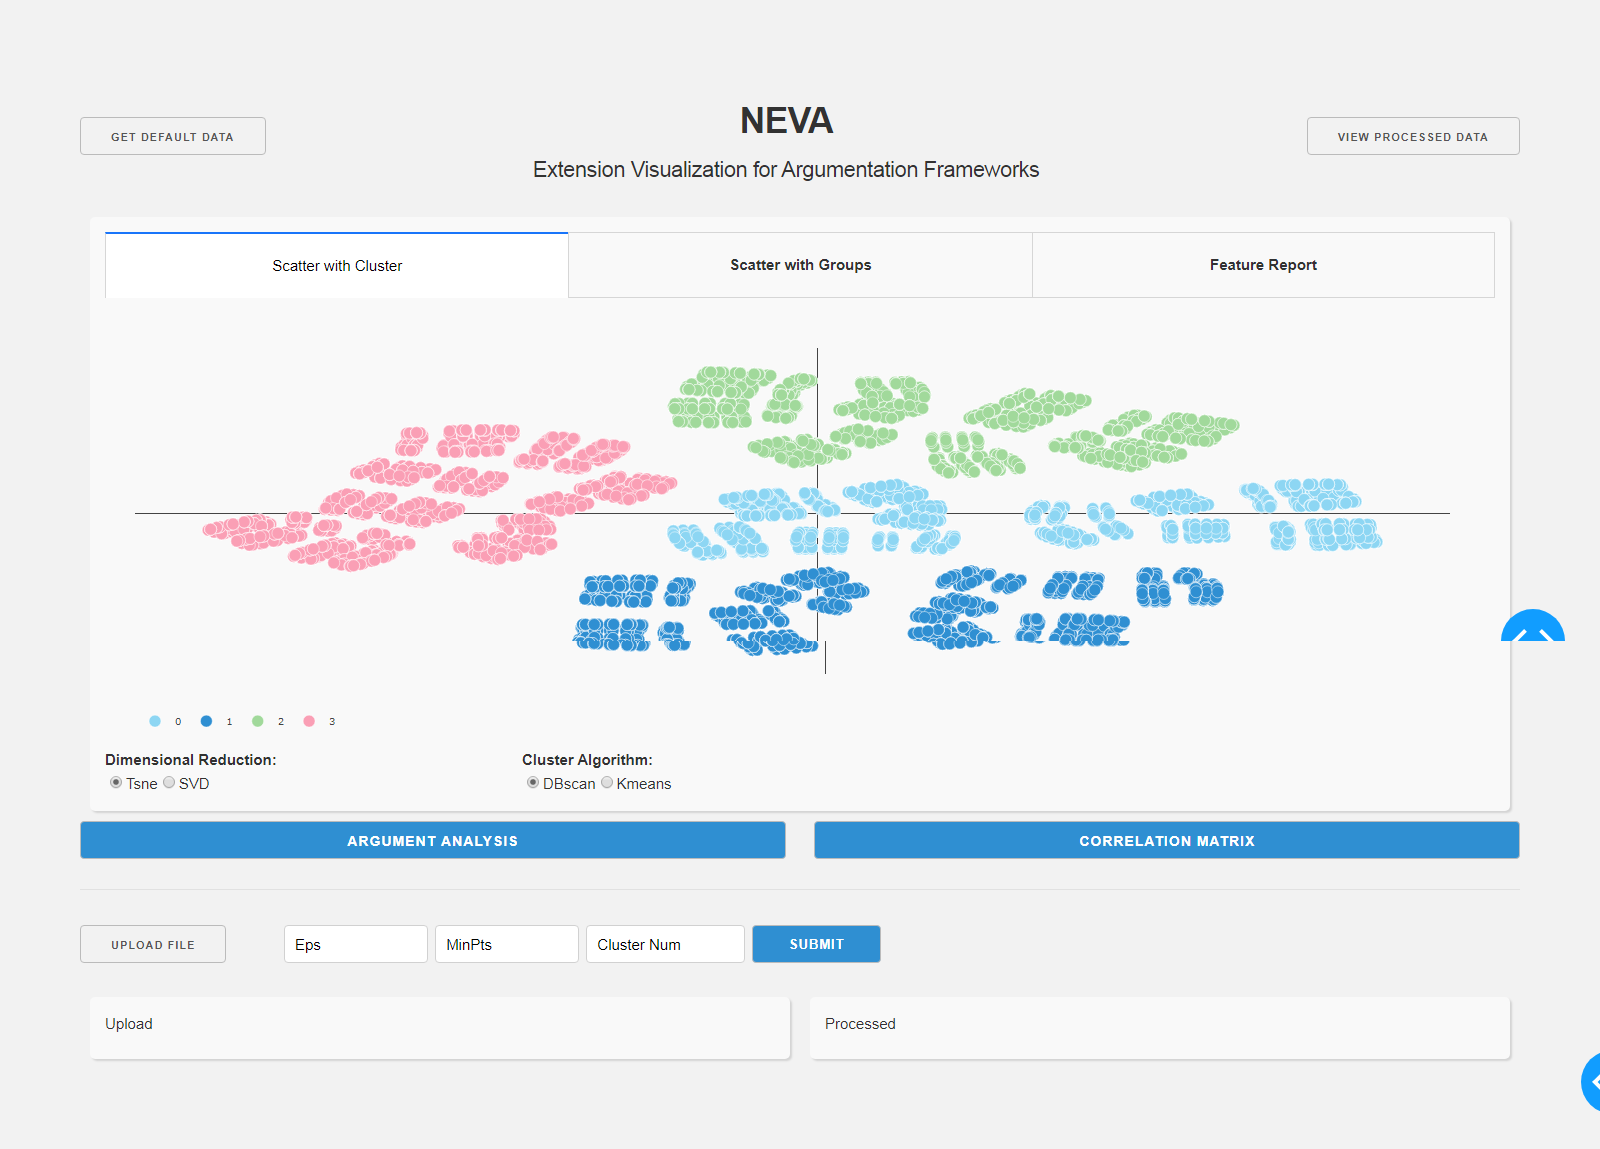 NEVA
GET DEFAULT DATA
VIEW PROCESSED DATA
Extension Visualization for Argumentation Frameworks
Scatter with Cluster
Scatter with Groups
Feature Report
0 1 2 3
Dimensional Reduction:
Cluster Algorithm:
Tsne SVD
DBscan Kmeans
ARGUMENT ANALYSIS
CORRELATION MATRIX
UPLOAD FILE
Eps
MinPts
Cluster Num
SUBMIT
Upload
Processed